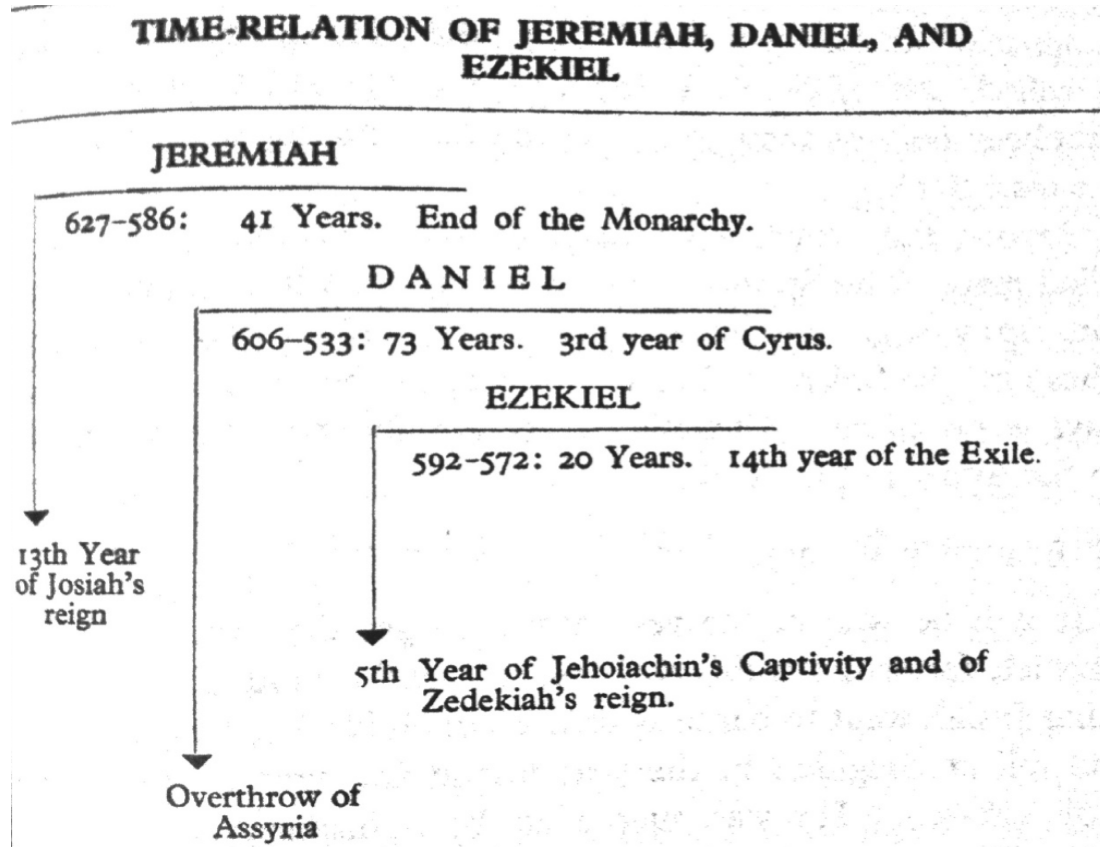 TIME-RELATION OF JEREMIAH, DANIEL, AND
EZEKIEL
JEREMIAH
627–586: 41 Years. End of the Monarchy.
DANIEL
606–533: 73 Years. 3rd year of Cyrus.
EZEKIEL
592–572: 20 Years. 14th year of the Exile.
13th Year
of Josiah's
reign
5th Year of Jehoiachin's Captivity and of
Zedekiah's reign.
Overthrow of
Assyria